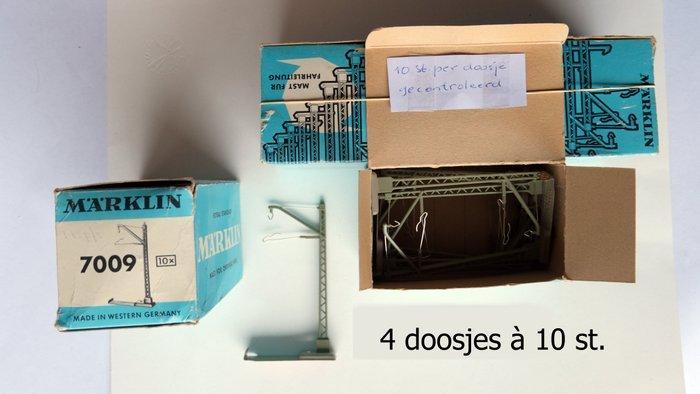 MAST FÜR
FAHRLEITUNG
10 st. per doosje
gecontroleerd
MÄRKLIN
MÄRKLIN
7009
10x
MADE IN WESTERN GERMANY
MÄRKLIN
4 doosjes à 10 st.